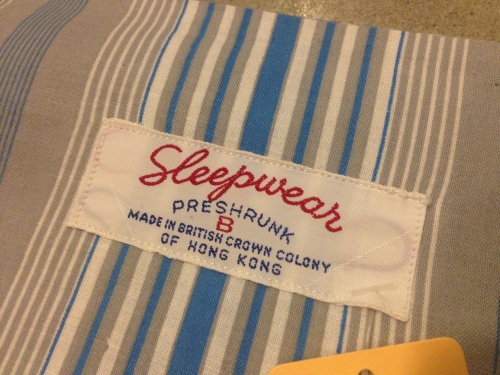 Sleepwear
PRESHRUNK
B
MADE IN BRITISH CROWN COLONY
OF HONG KONG